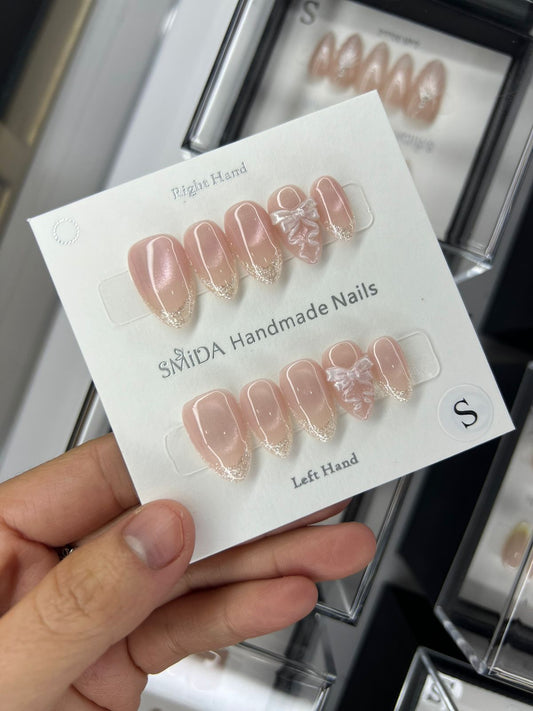 S
Right Hand
SMiDA Handmade Nails
S
Left Hand
S